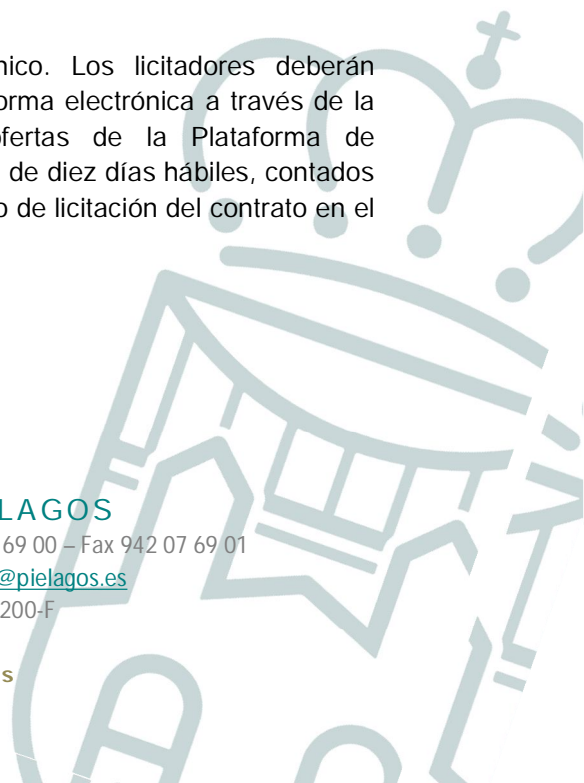 nico. Los licitadores deberán
orma electrónica a través de la
ofertas de la Plataforma de
de diez días hábiles, contados
o de licitación del contrato en el
LAGOS
69 00 – Fax 942 07 69 01
@pielagos.es
200-F
s